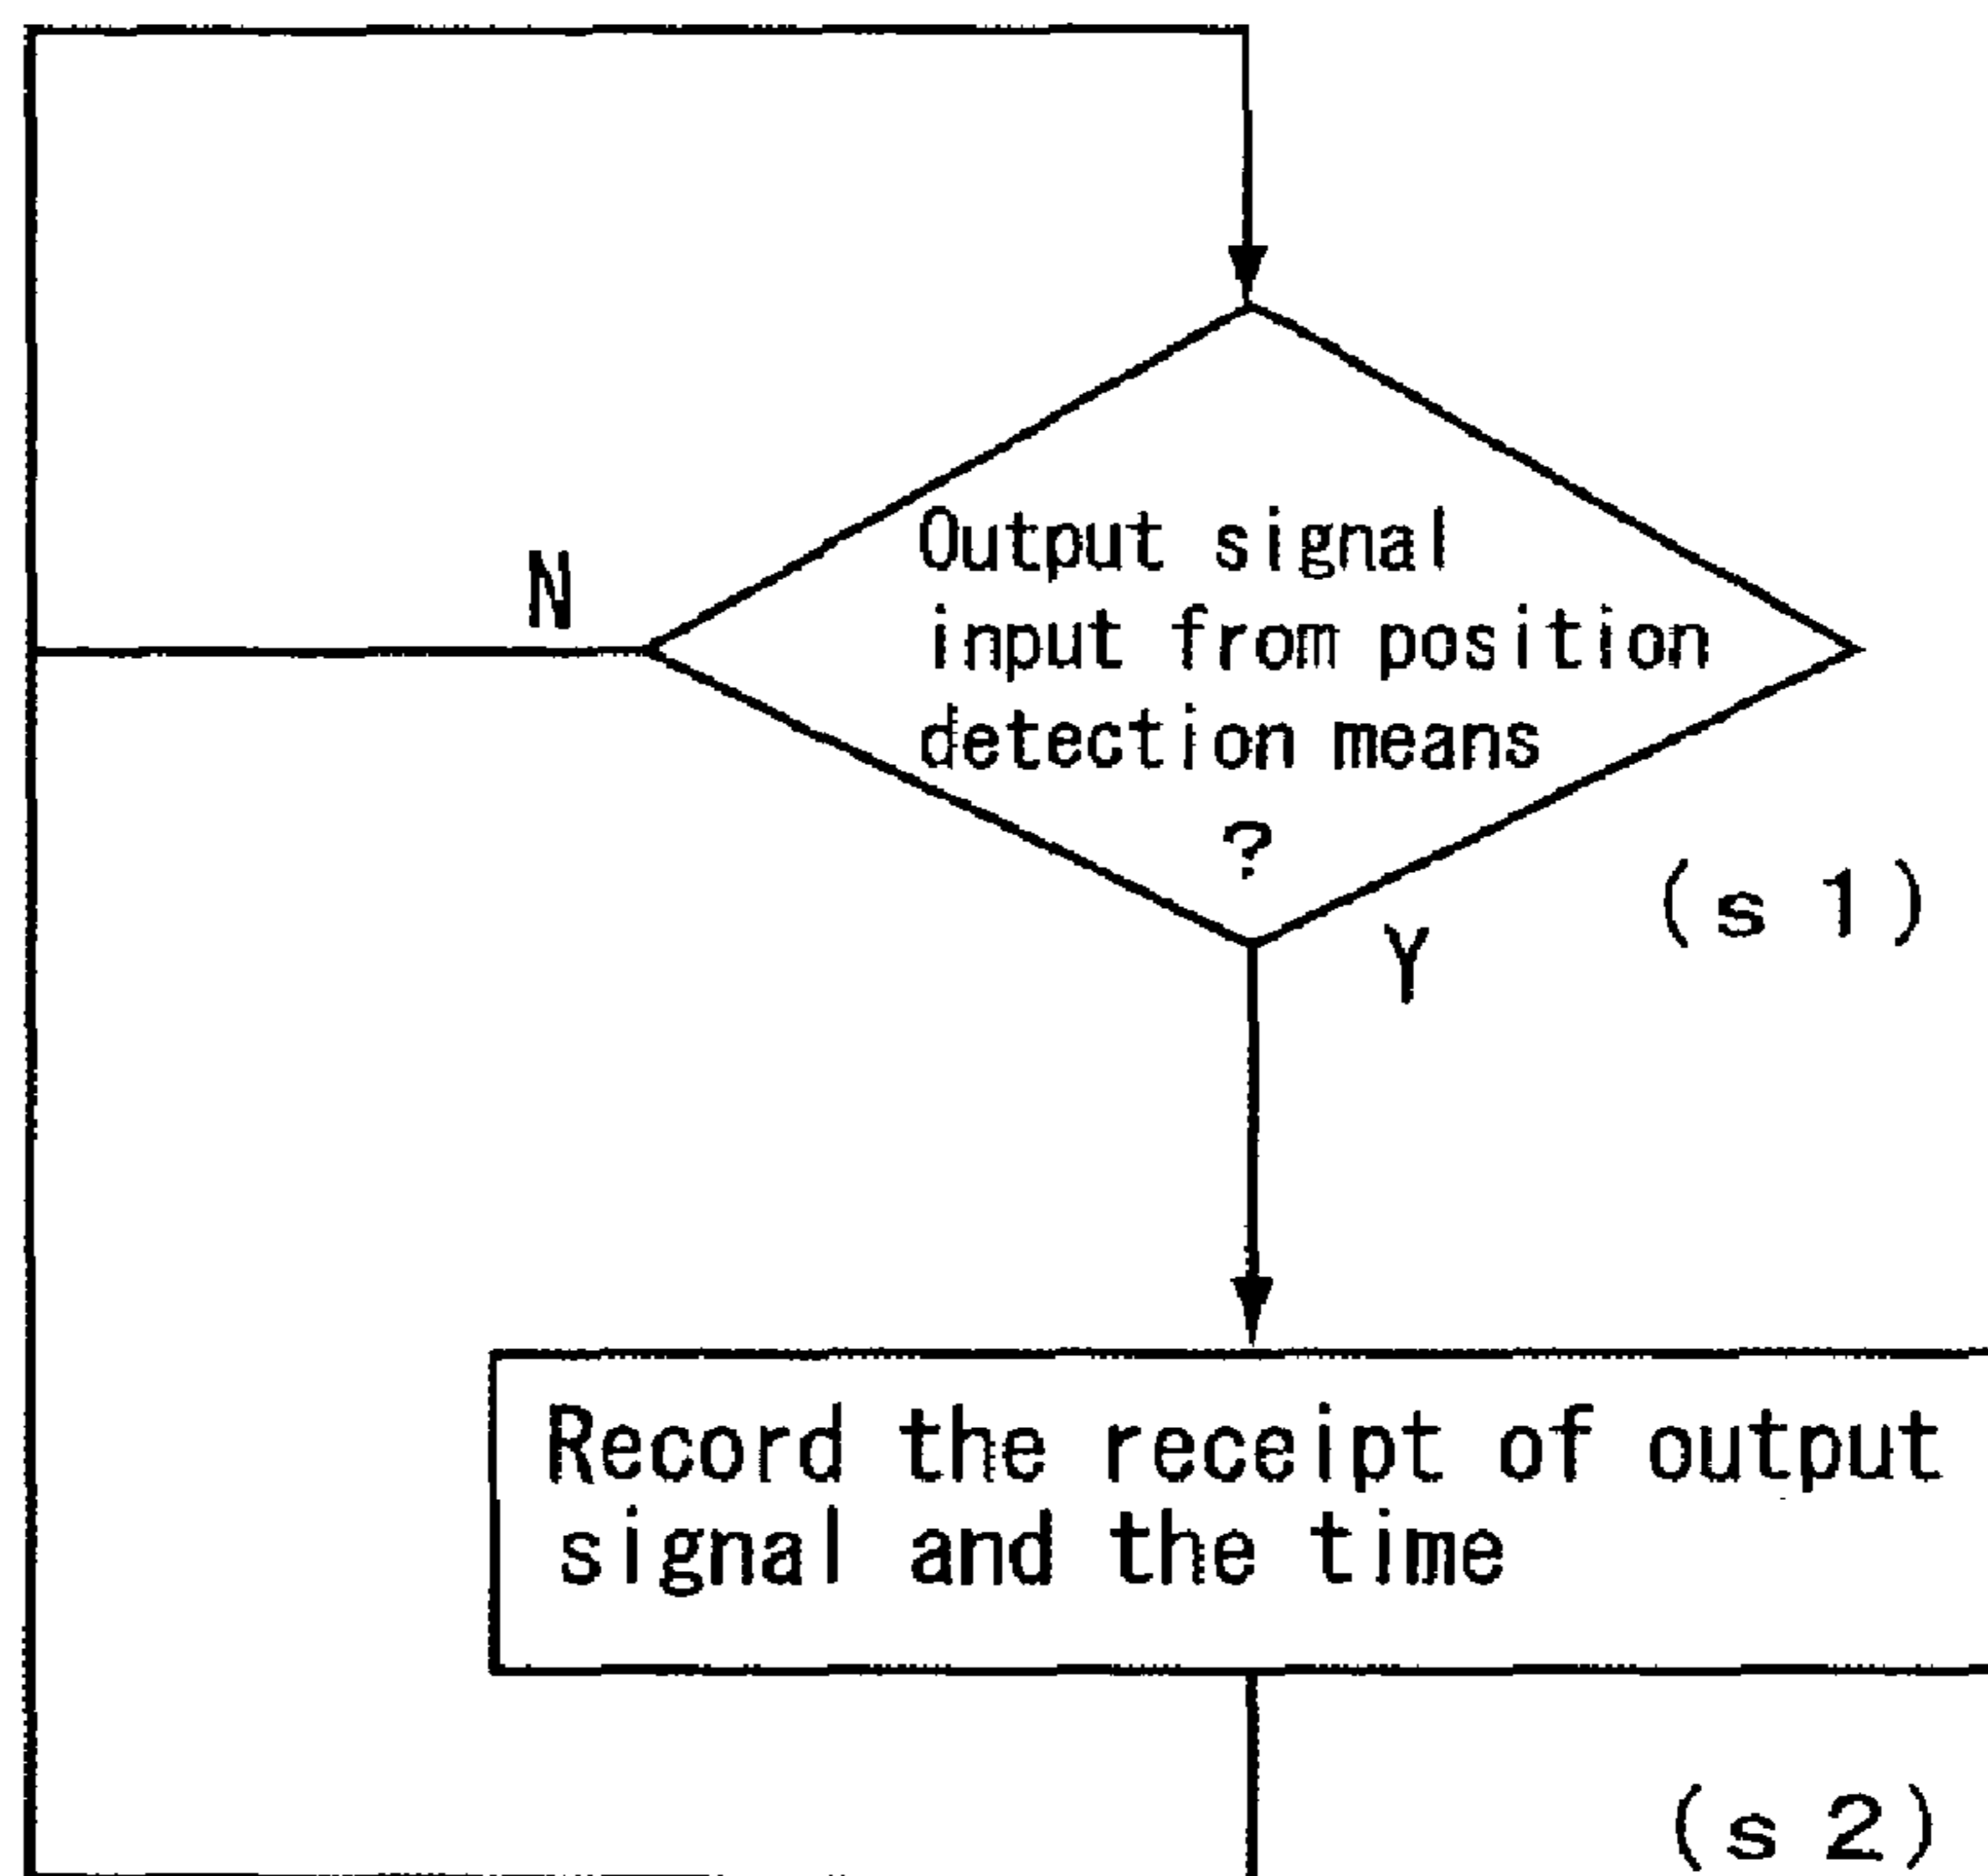 Output signal
input from position
detection means
?
N
(s 1)
Y
Record the receipt of output
signal and the time
(s 2)